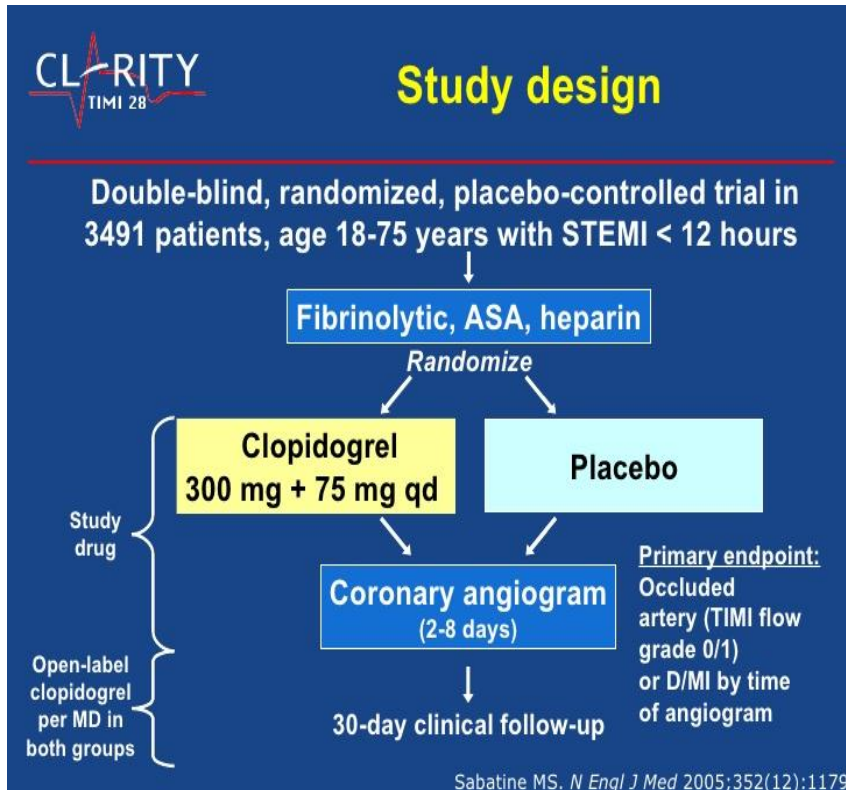 CLARITY
TIMI 28
Study design
Double-blind, randomized, placebo-controlled trial in
3491 patients, age 18-75 years with STEMI < 12 hours
Fibrinolytic, ASA, heparin
Randomize
Clopidogrel
300 mg + 75 mg qd
Placebo
Study
drug
Coronary angiogram
(2-8 days)
Primary endpoint:
Occluded
artery (TIMI flow
grade 0/1)
or D/MI by time
of angiogram
Open-label
clopidogrel
per MD in
both groups
30-day clinical follow-up
Sabatine MS. N Engl J Med 2005;352(12):1179